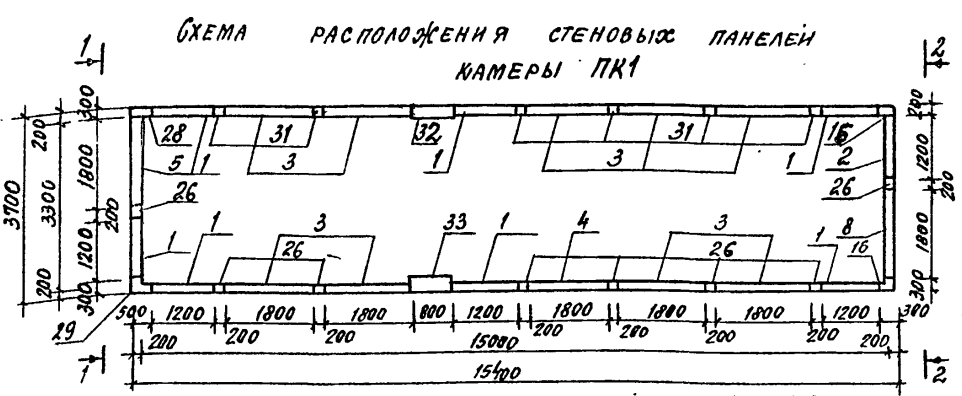 Схема расположения стеновых панелей
камеры ПК1
1 2
300 200
200 28 31 32 31 16
5 1 3 1 3 1 2 1200
1800 26 26 200
3700 3300 200
1 3 33 1 4 3 1 8 1800
1200 1 26 26 16
200 300 300
500 1200 1800 1800 800 1200 1800 1800 1800 1200 300
29 200 200 200 200 200 200 200 200
15000
1 2
15400